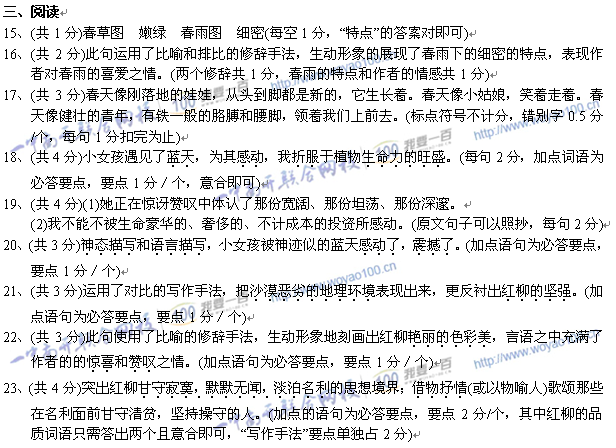 三、阅读
15、(共 1分)春草图　嫩绿　春雨图　细密(每空 1分，“特点”的答案对即可)
16、(共 2 分)此句运用了比喻和排比的修辞手法，生动形象的展现了春雨下的细密的特点，表现作
者对春雨的喜爱之情。(两个修辞共 1 分，春雨的特点和作者的情感共 1 分)
17、(共 3 分)春天像刚落地的娃娃，从头到脚都是新的，它生长着。春天像小姑娘，笑着走着。春
天像健壮的青年，有铁一般的胳膊和腰脚，领着我们上前去。(标点符号不计分，错别字 0.5 分
/个，每句 1 分扣完为止)
18、(共 4 分)小女孩遇见了蓝天，为其感动，我折服于植物生命力的旺盛。(每句 2 分，加点词语为
必答要点，要点 1 分／个，意合即可)
19、(共 4 分)(1)她正在惊讶赞叹中体认了那份宽阔、那份坦荡、那份深邃。
(2)我不能不被生命豪华的、奢侈的、不计成本的投资所感动。(原文句子可以照抄，每句 2 分)
20、(共 3 分)神态描写和语言描写，小女孩被神迹似的蓝天感动了，震撼了。(加点语句为必答要点，
要点 1 分／个)
21、(共 3 分)运用了对比的写作手法，把沙漠恶劣的地理环境表现出来，更反衬出红柳的坚强。(加
点语句为必答要点，要点 1 分／个)
22、(共 3 分)此句使用了比喻的修辞手法，生动形象地刻画出红柳艳丽的色彩美，言语之中充满了
作者的的惊喜和赞叹之情。(加点语句为必答要点，要点 1 分／个)
23、(共 4 分)突出红柳甘守寂寞，默默无闻，淡泊名利的思想境界；借物抒情(或以物喻人)歌颂那些
在名利面前甘守清贫，坚持操守的人。(加点的语句为必答要点，要点 2 分/个，其中红柳的品
质词语只需答出两个且意合即可，“写作手法”要点单独占 2 分)